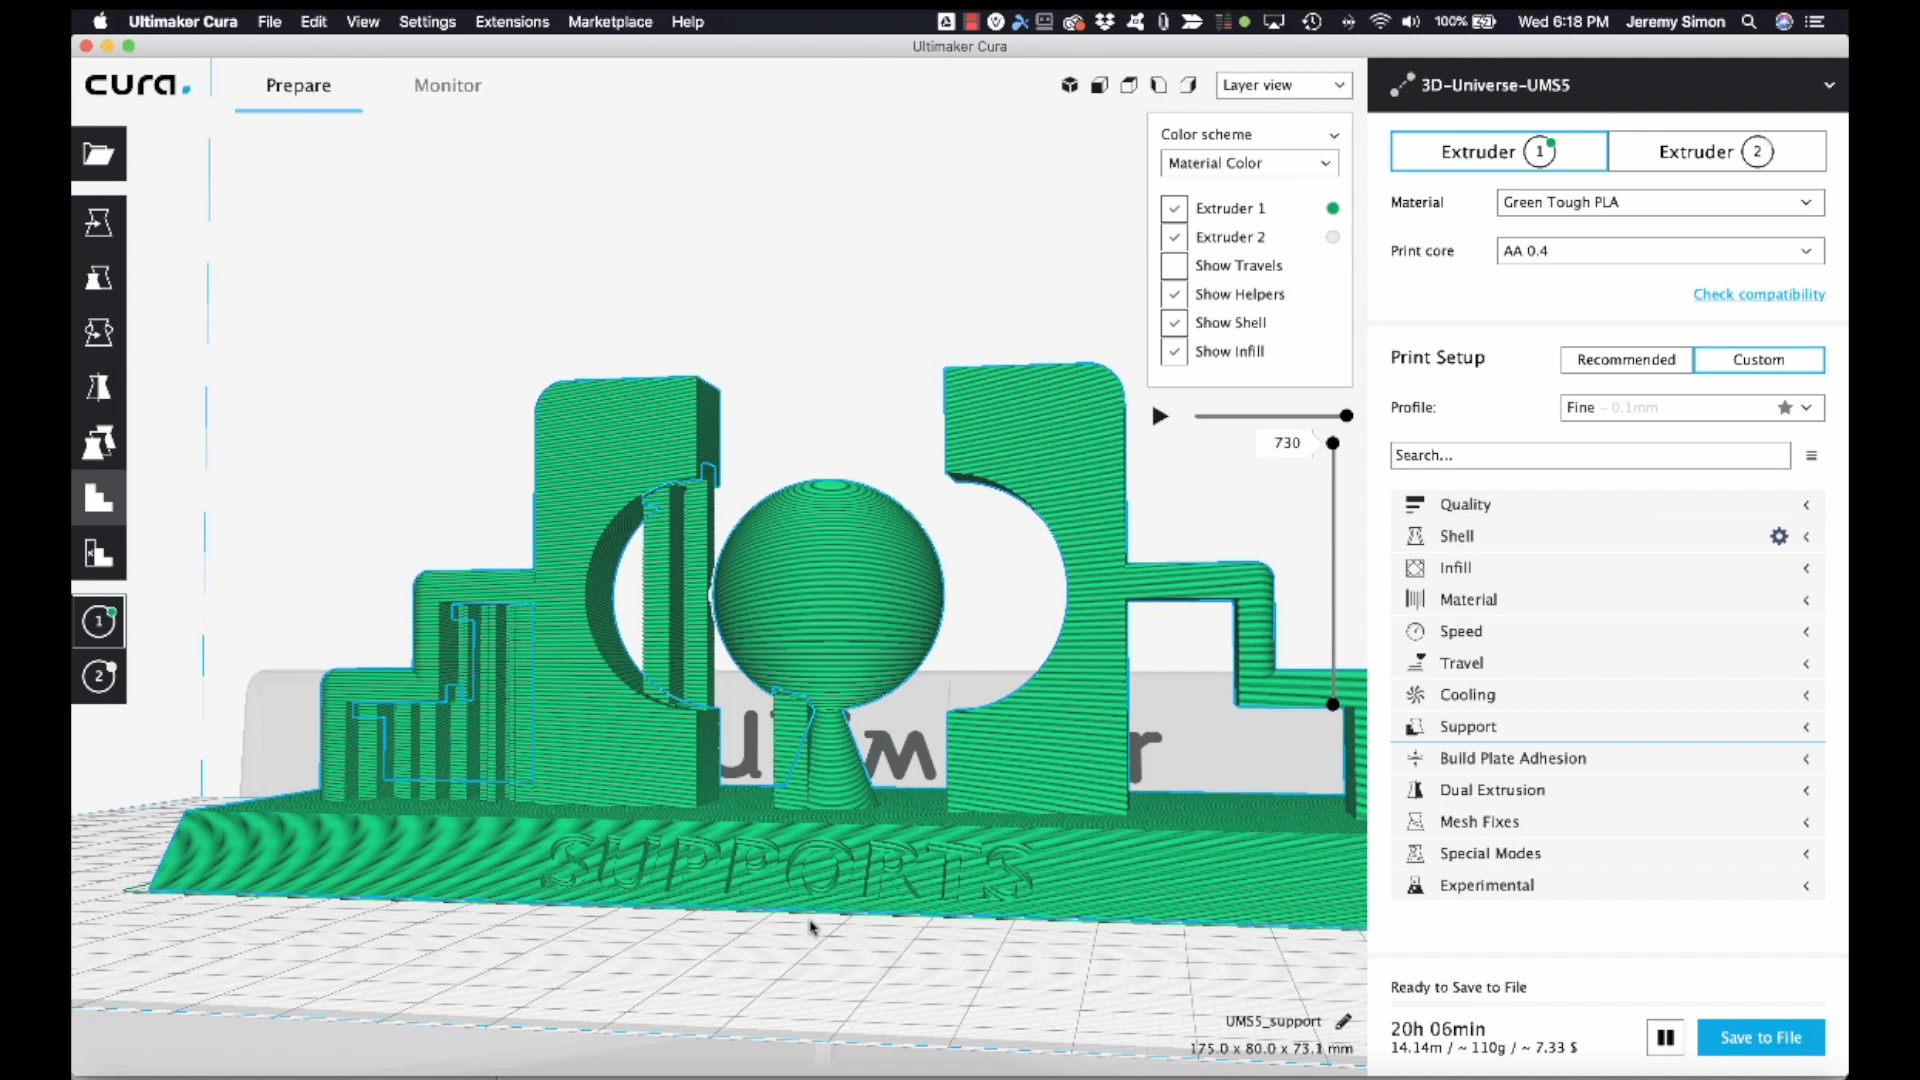 Ultimaker Cura File Edit View Settings Extensions Marketplace Help 100% Wed 6:18 PM Jeremy Simon
Ultimaker Cura
cura.
Prepare
Monitor
Layer view
3D-Universe-UMS5
Color scheme
Material Color
Extruder 1
Extruder 2
Show Travels
Show Helpers
Show Shell
Show Infill
730
Extruder 1
Extruder 2
Material
Green Tough PLA
Print core
AA 0.4
Check compatibility
Print Setup
Recommended
Custom
Profile:
Fine - 0.1mm
Search...
Quality
Shell
Infill
Material
Speed
Travel
Cooling
Support
Build Plate Adhesion
Dual Extrusion
Mesh Fixes
Special Modes
Experimental
1
2
SUPPORTS
UMS5_support
175.0 x 80.0 x 73.1 mm
Ready to Save to File
20h 06min
14.14m / ~ 110g / ~ 7.33 $
Save to File